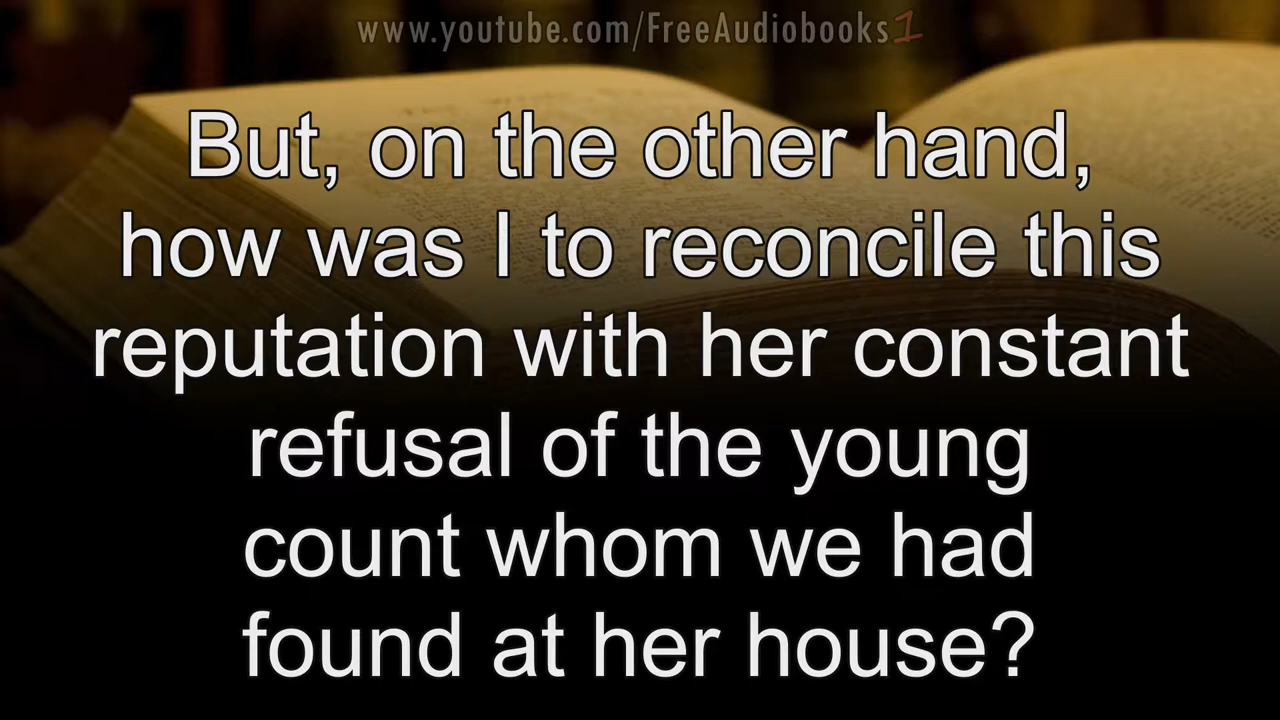 www.youtube.com/FreeAudiobooks1
But, on the other hand,
how was I to reconcile this
reputation with her constant
refusal of the young
count whom we had
found at her house?